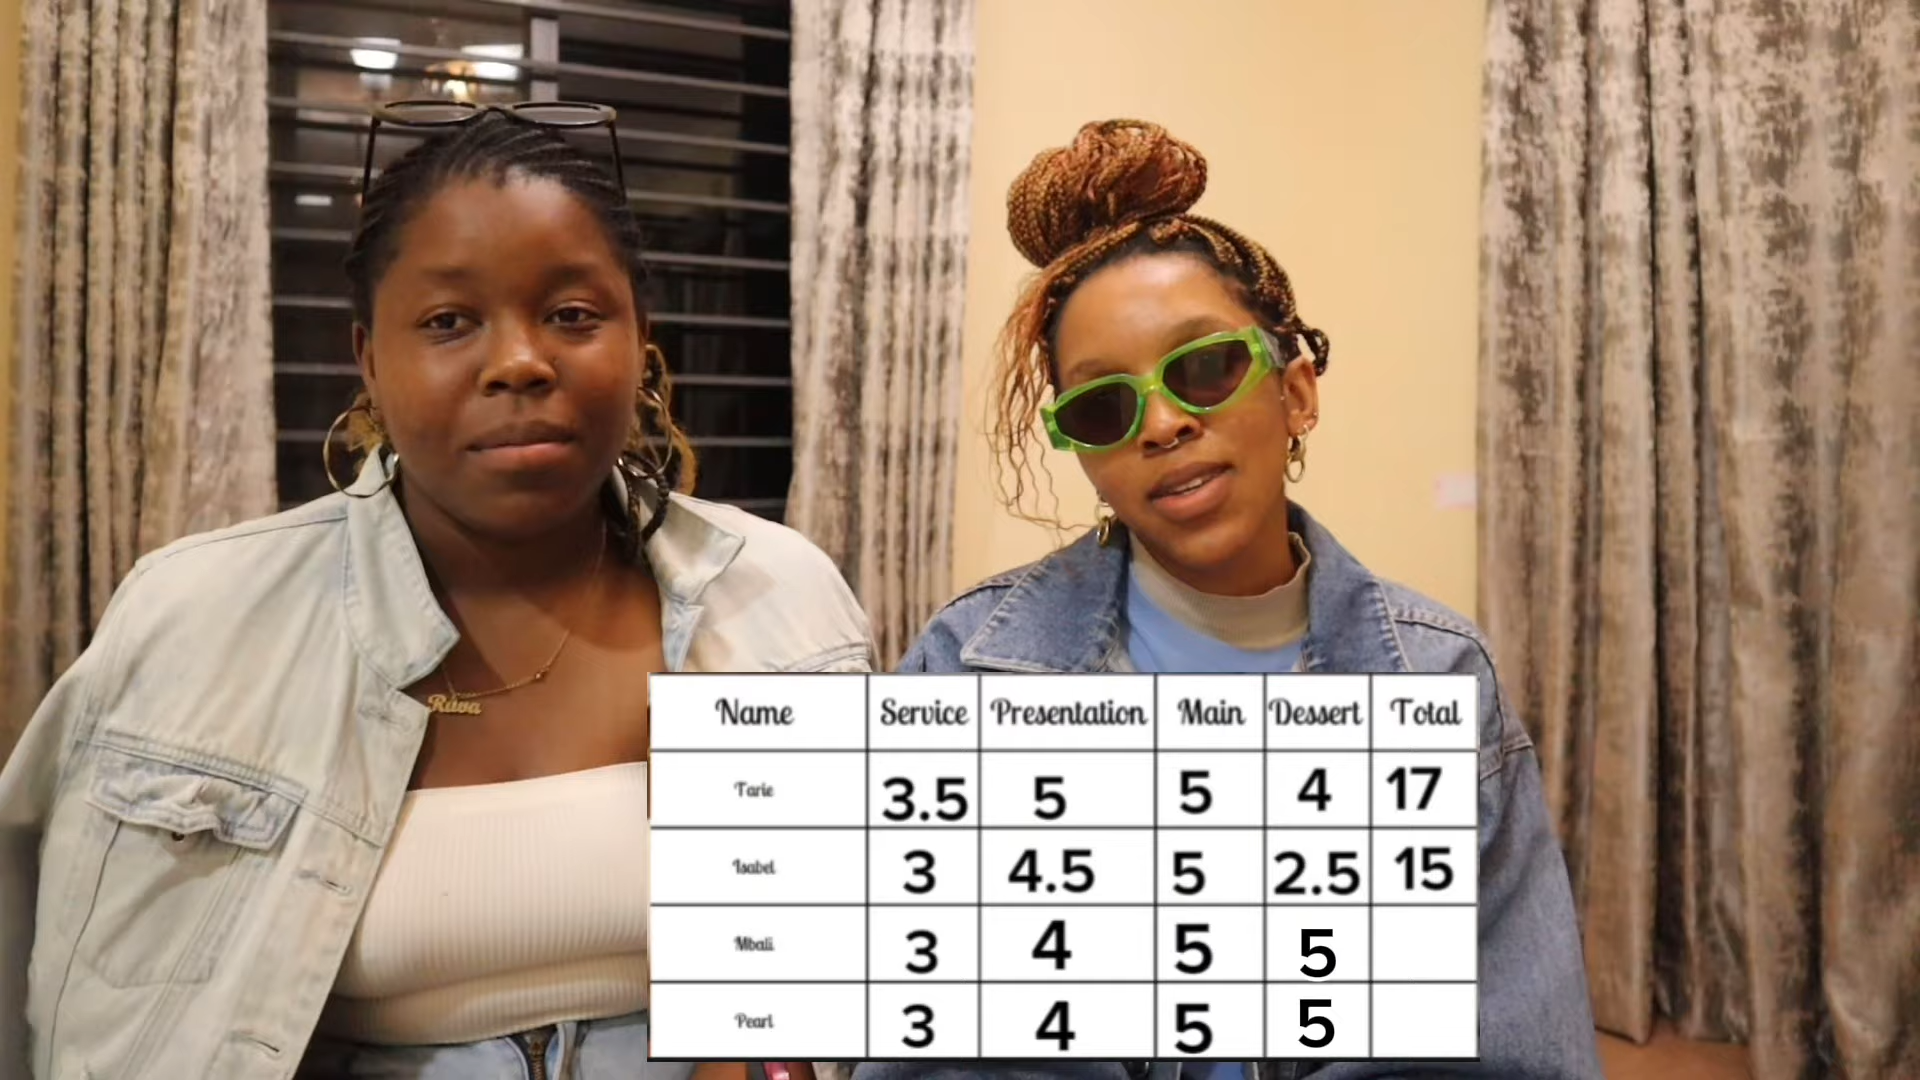 Ruva
Name Service Presentation Main Dessert Total
Tarie 3.5 5 5 4 17
Isabel 3 4.5 5 2.5 15
Mbali 3 4 5 5
Pearl 3 4 5 5